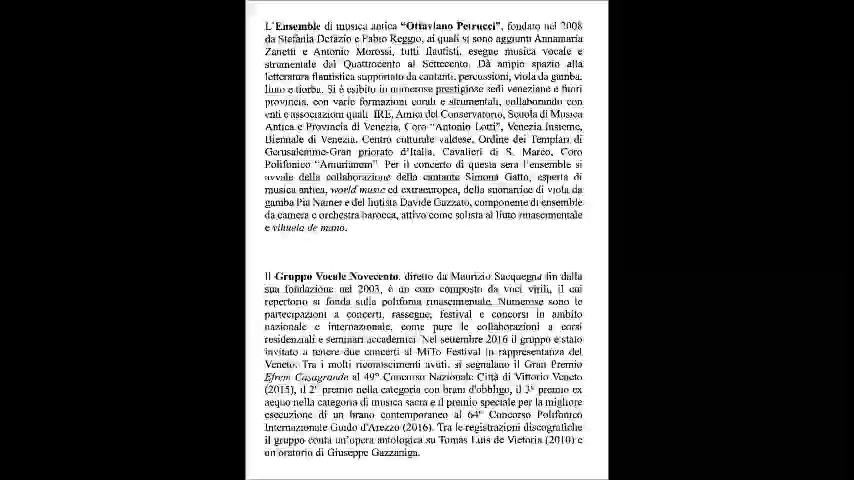 L'Ensemble di musica antica "Ottaviano Petrucci", fondato nel 2008
da Stefania Defazio e Fabio Reggio, ai quali si sono aggiunti Annamaria
Zanetti e Antonio Morossi, tutti flautisti, esegue musica vocale e
strumentale dal Quattrocento al Settecento. Dà ampio spazio alla
letteratura flautistica supportato da cantanti, percussioni, viola da gamba,
liuto e tiorba. Si è esibito in numerose prestigiose sedi veneziane e fuori
provincia, con varie formazioni corali e strumentali, collaborando con
enti e associazioni quali IRE, Amici del Conservatorio, Scuola di Musica
Antica e Provincia di Venezia, Coro "Antonio Lotti", Venezia Insieme,
Biennale di Venezia, Centro culturale valdese, Ordine dei Templari di
Gerusalemme-Gran priorato d'Italia, Cavalieri di S. Marco, Coro
Polifonico "Amurianum". Per il concerto di questa sera l'ensemble si
avvale della collaborazione della cantante Simona Gatto, esperta di
musica antica, world music ed extraeuropea, della suonatrice di viola da
gamba Pia Namer e del liutista Davide Gazzato, componente di ensemble
da camera e orchestra barocca, attivo come solista al liuto rinascimentale
e vihuela de mano.
Il Gruppo Vocale Novecento, diretto da Maurizio Sacquegna fin dalla
sua fondazione nel 2003, è un coro composto da voci virili, il cui
repertorio si fonda sulla polifonia rinascimentale. Numerose sono le
partecipazioni a concerti, rassegne, festival e concorsi in ambito
nazionale e internazionale, come pure le collaborazioni a corsi
residenziali e seminari accademici. Nel settembre 2016 il gruppo è stato
invitato a tenere due concerti al MiTo Festival in rappresentanza del
Veneto. Tra i molti riconoscimenti avuti, si segnalano il Gran Premio
Efrem Casagrande al 49° Concorso Nazionale Città di Vittorio Veneto
(2015), il 2° premio nella categoria con brani d'obbligo, il 3° premio ex
aequo nella categoria di musica sacra e il premio speciale per la migliore
esecuzione di un brano contemporaneo al 64° Concorso Polifonico
Internazionale Guido d'Arezzo (2016). Tra le registrazioni discografiche
il gruppo conta un'opera antologica su Tomás Luis de Victoria (2010) e
un oratorio di Giuseppe Gazzaniga.